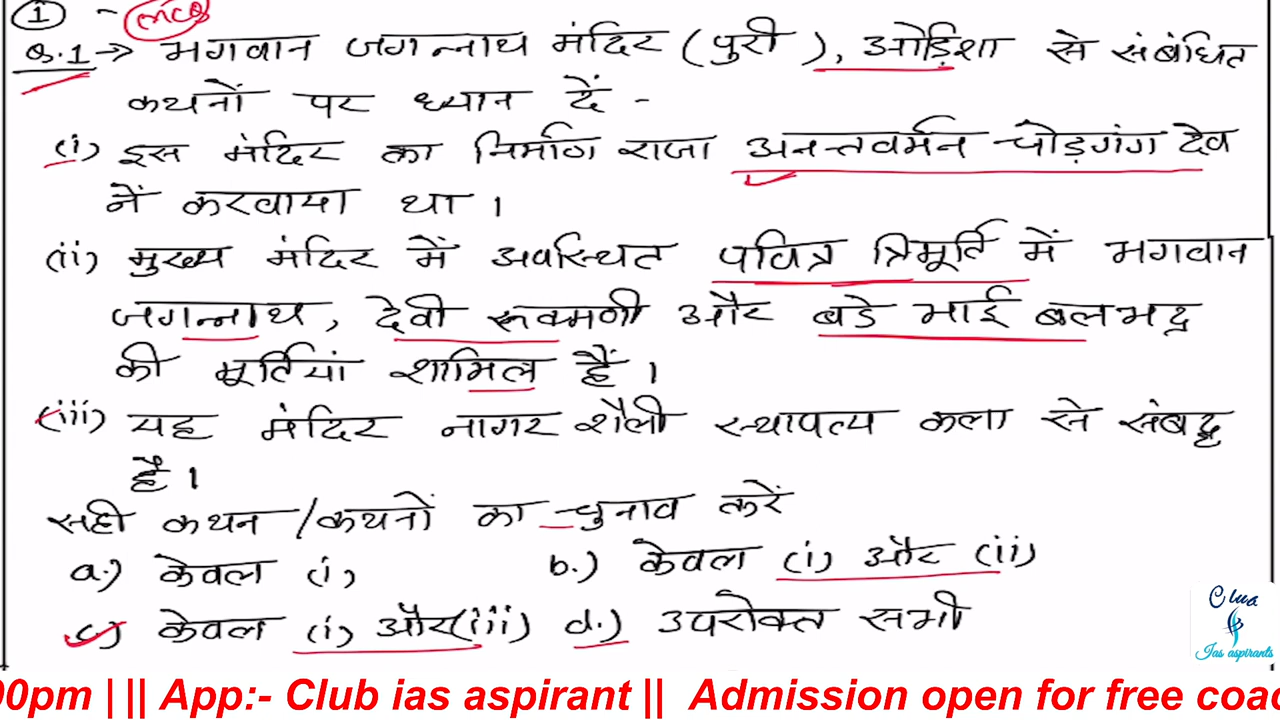 ① - MCQ
Q.1→ भगवान जगन्नाथ मंदिर (पुरी), ओड़िशा से संबंधित
कथनों पर ध्यान दें -
(i) इस मंदिर का निर्माण राजा अनन्तवर्मन चोड़गंग देव
नें करवाया था।
(ii) मुख्य मंदिर में अवस्थित पवित्र त्रिमूर्ति में भगवान
जगन्नाथ, देवी रूक्मणी और बडे भाई बलभद्र
की मूर्तियां शामिल हैं।
(iii) यह मंदिर नागर शैली स्थापत्य कला से संबद्ध
है।
सही कथन/कथनों का चुनाव करें
a.) केवल (i)
b.) केवल (i) और (ii)
c) केवल (i) और(iii)
d.) उपरोक्त सभी
Club
Ias aspirants
00pm | || App:- Club ias aspirant || Admission open for free coac